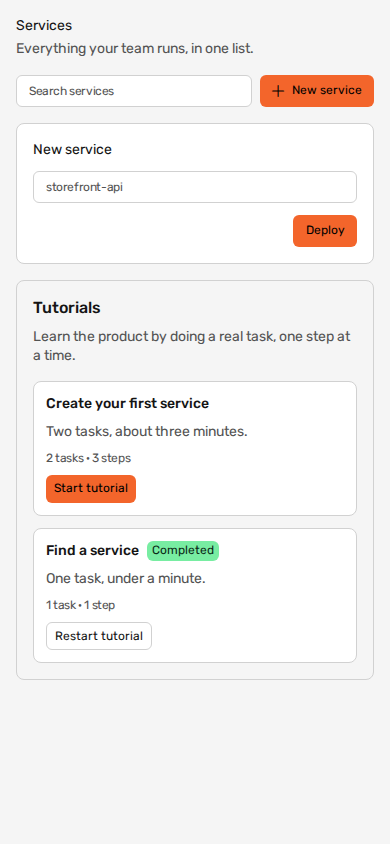 Services
Everything your team runs, in one list.
Search services
New service
New service
storefront-api
Deploy
Tutorials
Learn the product by doing a real task, one step at
a time.
Create your first service
Two tasks, about three minutes.
2 tasks • 3 steps
Start tutorial
Find a service Completed
One task, under a minute.
1 task • 1 step
Restart tutorial